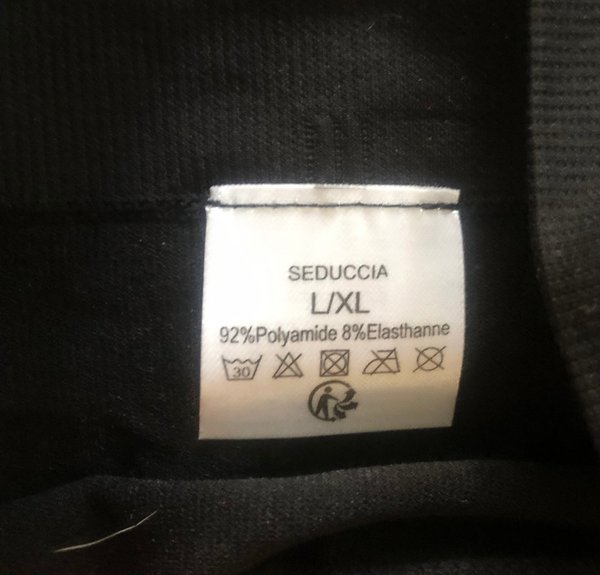 SEDUCCIA
L/XL
92%Polyamide 8%Elasthanne
30